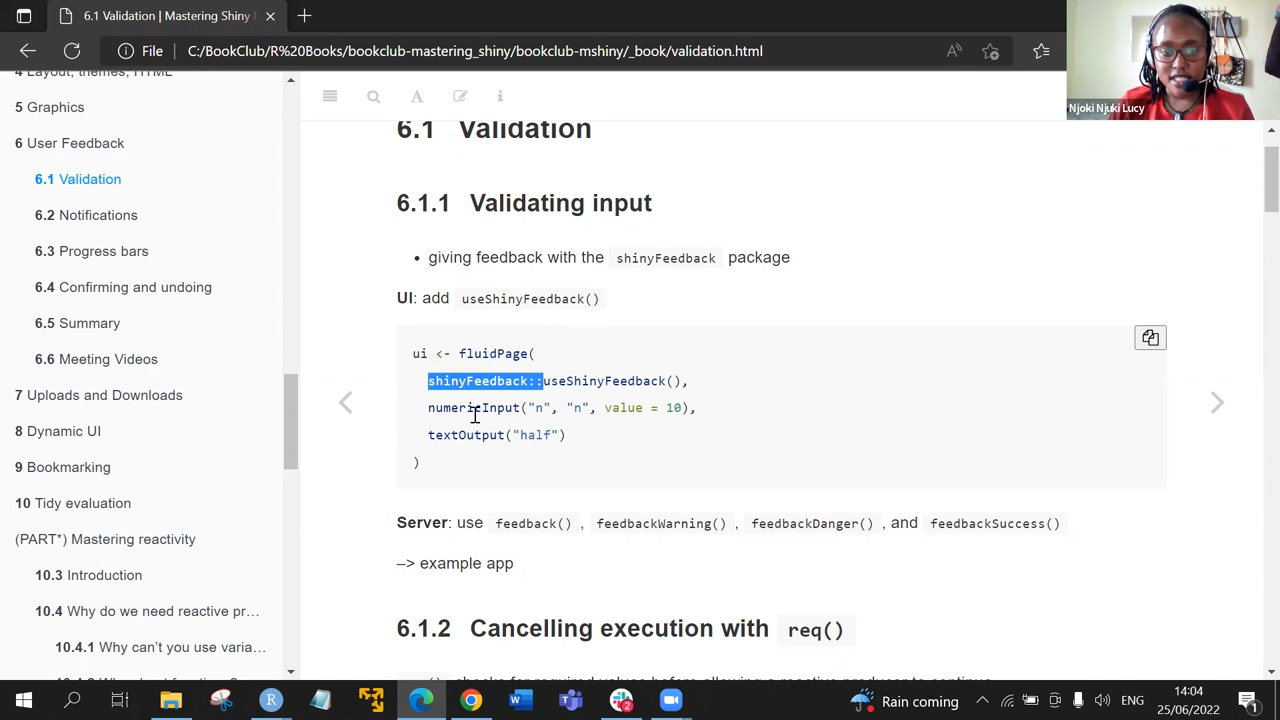 6.1 Validation | Mastering Shiny
File
C:/BookClub/R%20Books/bookclub-mastering_shiny/bookclub-mshiny/_book/validation.html
Njoki Njuki Lucy
4 Layout, themes, HTML
5 Graphics
6 User Feedback
6.1 Validation
6.2 Notifications
6.3 Progress bars
6.4 Confirming and undoing
6.5 Summary
6.6 Meeting Videos
7 Uploads and Downloads
8 Dynamic UI
9 Bookmarking
10 Tidy evaluation
(PART*) Mastering reactivity
10.3 Introduction
10.4 Why do we need reactive pr…
10.4.1 Why can’t you use varia…
6.1 Validation
6.1.1 Validating input
• giving feedback with the shinyFeedback package
UI: add useShinyFeedback()
ui <- fluidPage(
shinyFeedback::useShinyFeedback(),
numericInput("n", "n", value = 10),
textOutput("half")
)
Server: use feedback() , feedbackWarning() , feedbackDanger() , and feedbackSuccess()
–> example app
6.1.2 Cancelling execution with req()
Rain coming
ENG
14:04
25/06/2022